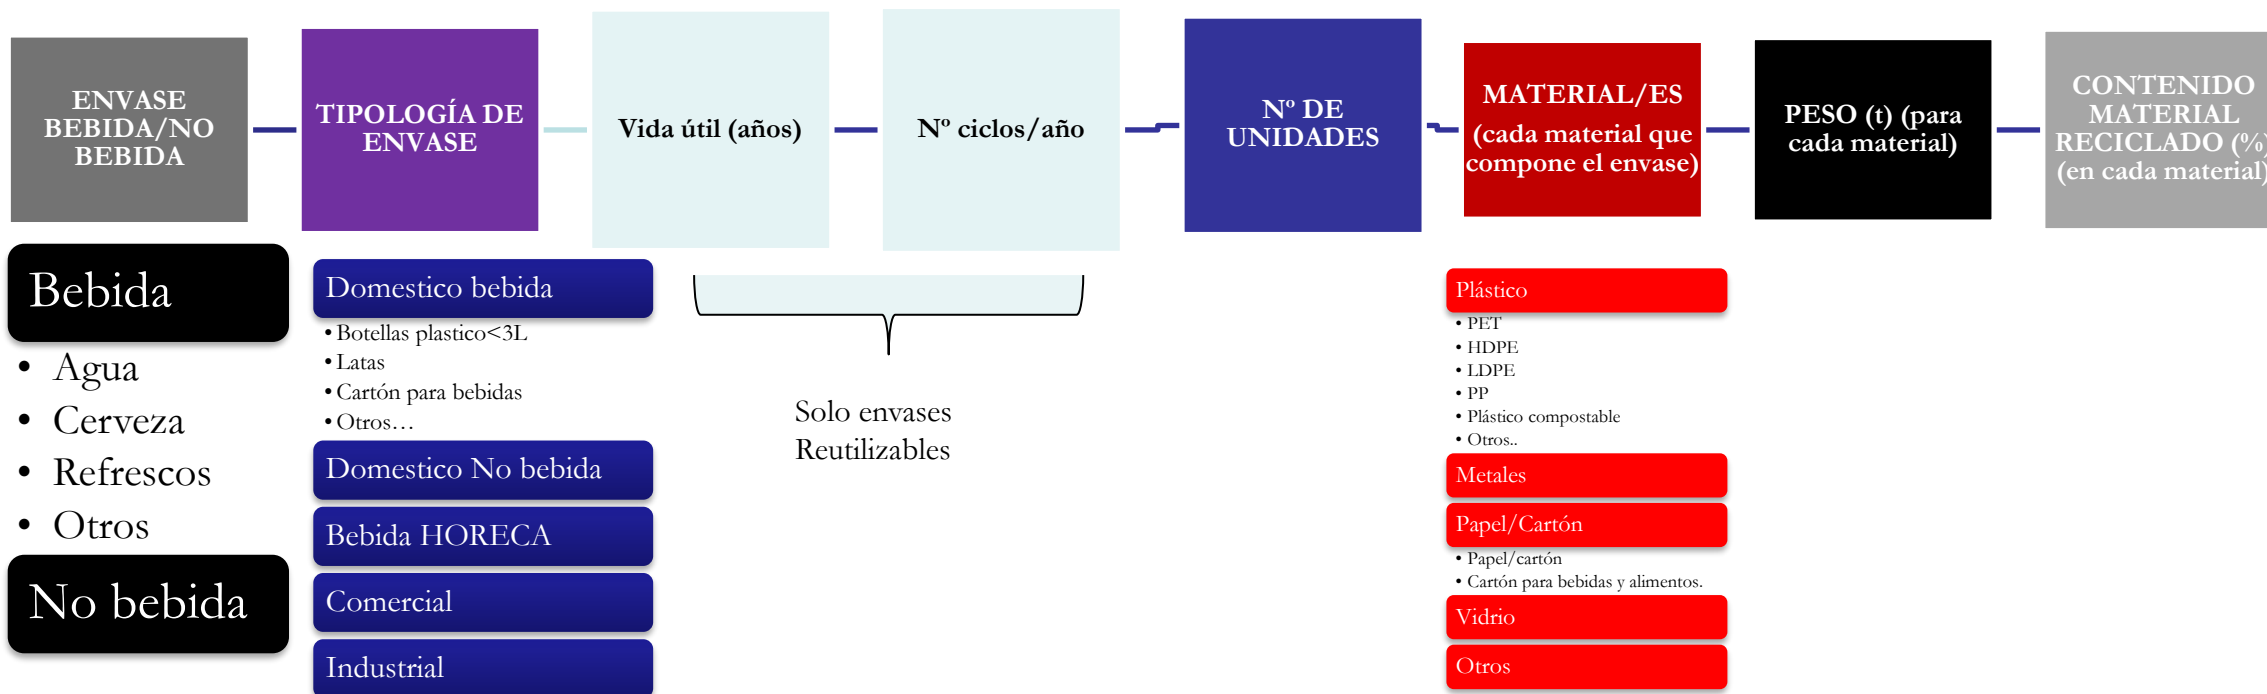 ENVASE
BEBIDA/NO
BEBIDA
TIPOLOGÍA DE
ENVASE
Vida útil (años)
Nº ciclos/año
Nº DE
UNIDADES
MATERIAL/ES
(cada material que
compone el envase)
PESO (t) (para
cada material)
CONTENIDO
MATERIAL
RECICLADO (%)
(en cada material)
Bebida
• Agua
• Cerveza
• Refrescos
• Otros
No bebida
Domestico bebida
• Botellas plastico<3L
• Latas
• Cartón para bebidas
• Otros…
Domestico No bebida
Bebida HORECA
Comercial
Industrial
Solo envases
Reutilizables
Plástico
• PET
• HDPE
• LDPE
• PP
• Plástico compostable
• Otros..
Metales
Papel/Cartón
• Papel/cartón
• Cartón para bebidas y alimentos.
Vidrio
Otros